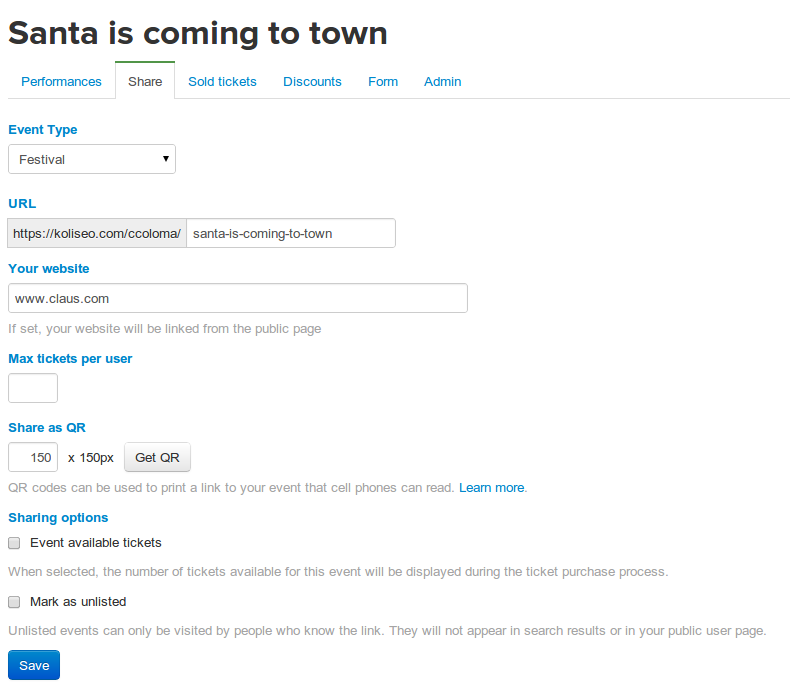 Santa is coming to town
Performances Share Sold tickets Discounts Form Admin
Event Type
Festival
URL
https://koliseo.com/ccoloma/ santa-is-coming-to-town
Your website
www.claus.com
If set, your website will be linked from the public page
Max tickets per user
Share as QR
150 x 150px Get QR
QR codes can be used to print a link to your event that cell phones can read. Learn more.
Sharing options
Event available tickets
When selected, the number of tickets available for this event will be displayed during the ticket purchase process.
Mark as unlisted
Unlisted events can only be visited by people who know the link. They will not appear in search results or in your public user page.
Save